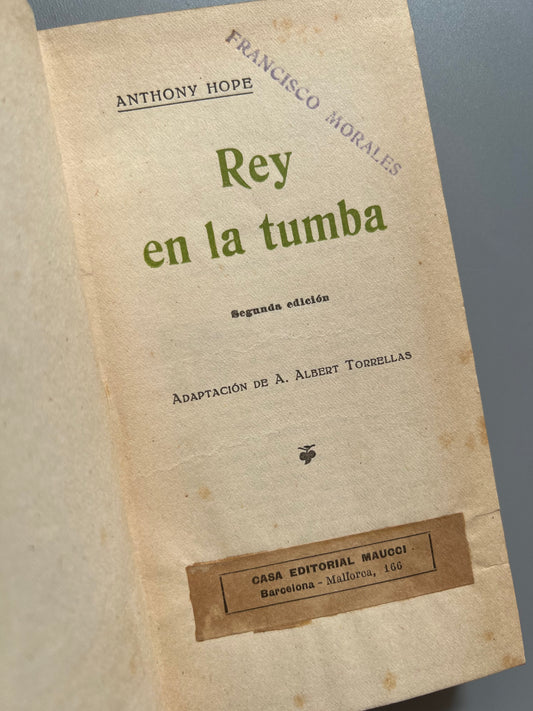 ANTHONY HOPE
FRANCISCO MORALES
Rey
en la tumba
Segunda edición
ADAPTACIÓN DE A. ALBERT TORRELLAS
CASA EDITORIAL MAUCCI
Barcelona - Mallorca, 166